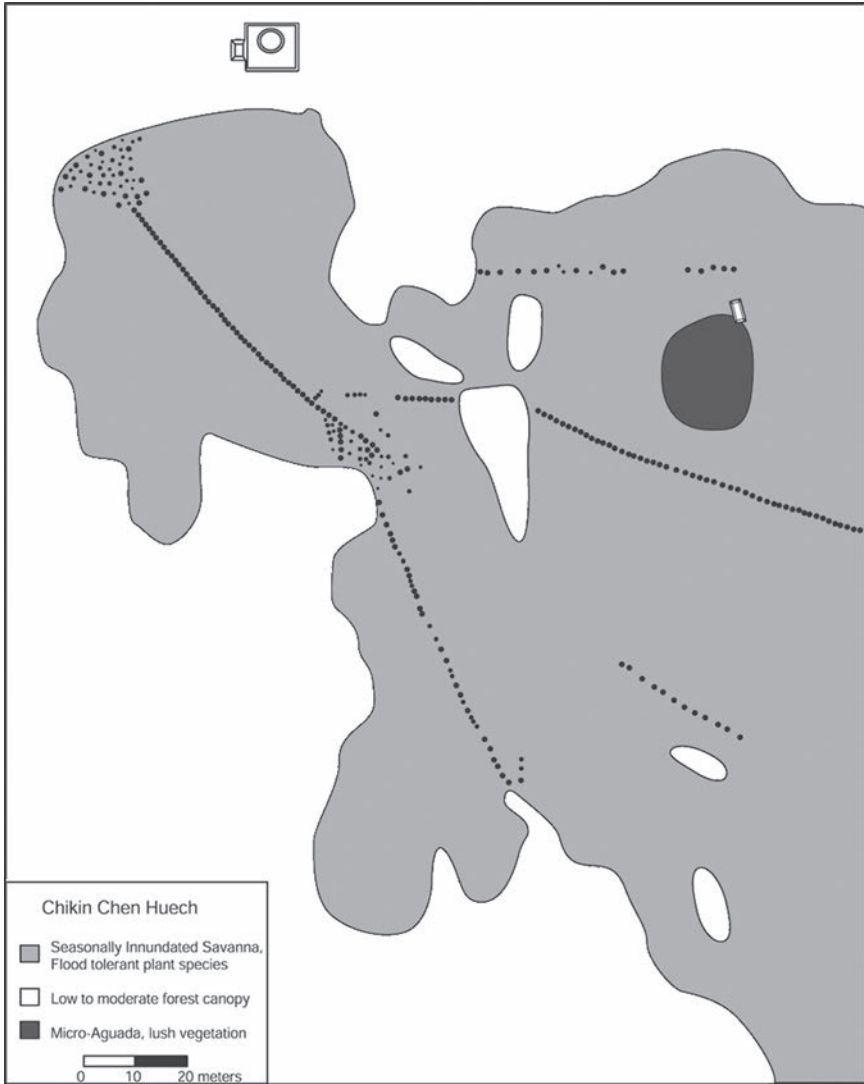 Chikin Chen Huech
Seasonally Innundated Savanna,
Flood tolerant plant species
Low to moderate forest canopy
Micro-Aguada, lush vegetation
0 10 20 meters